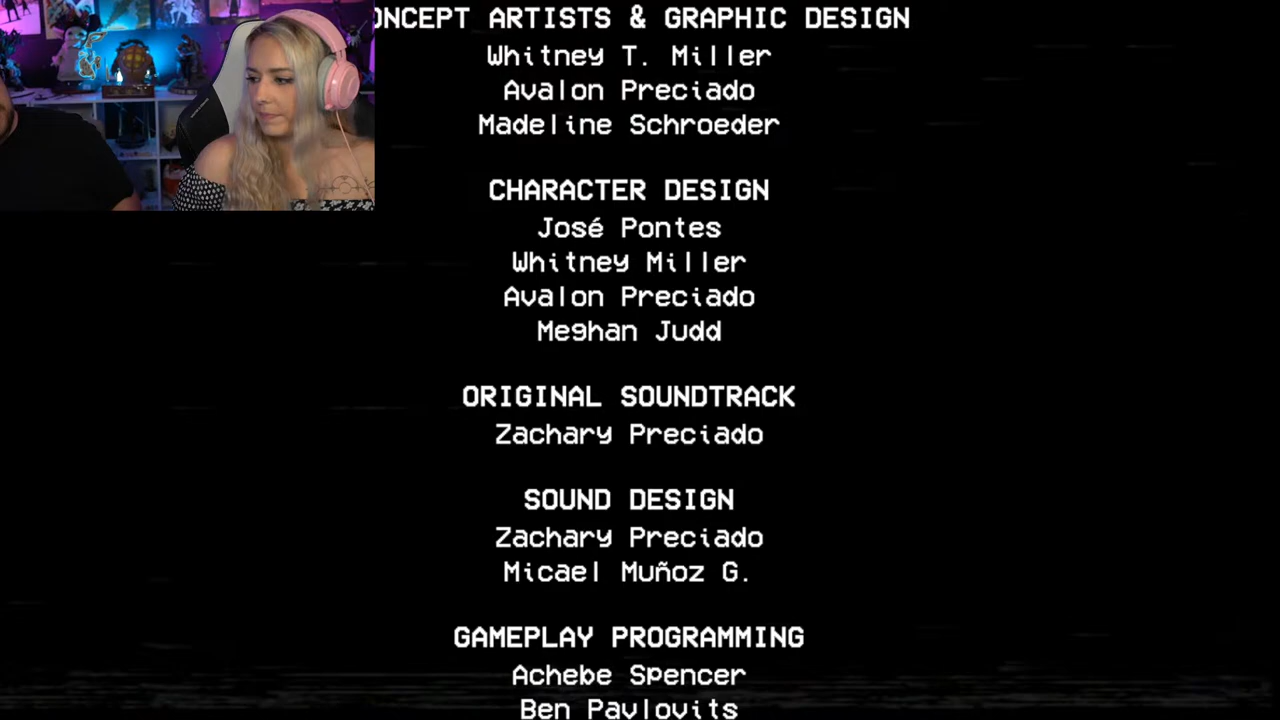 ONCEPT ARTISTS & GRAPHIC DESIGN
Whitney T. Miller
Avalon Preciado
Madeline Schroeder
CHARACTER DESIGN
José Pontes
Whitney Miller
Avalon Preciado
Meghan Judd
ORIGINAL SOUNDTRACK
Zachary Preciado
SOUND DESIGN
Zachary Preciado
Micael Muñoz G.
GAMEPLAY PROGRAMMING
Achebe Spencer
Ben Pavlovits